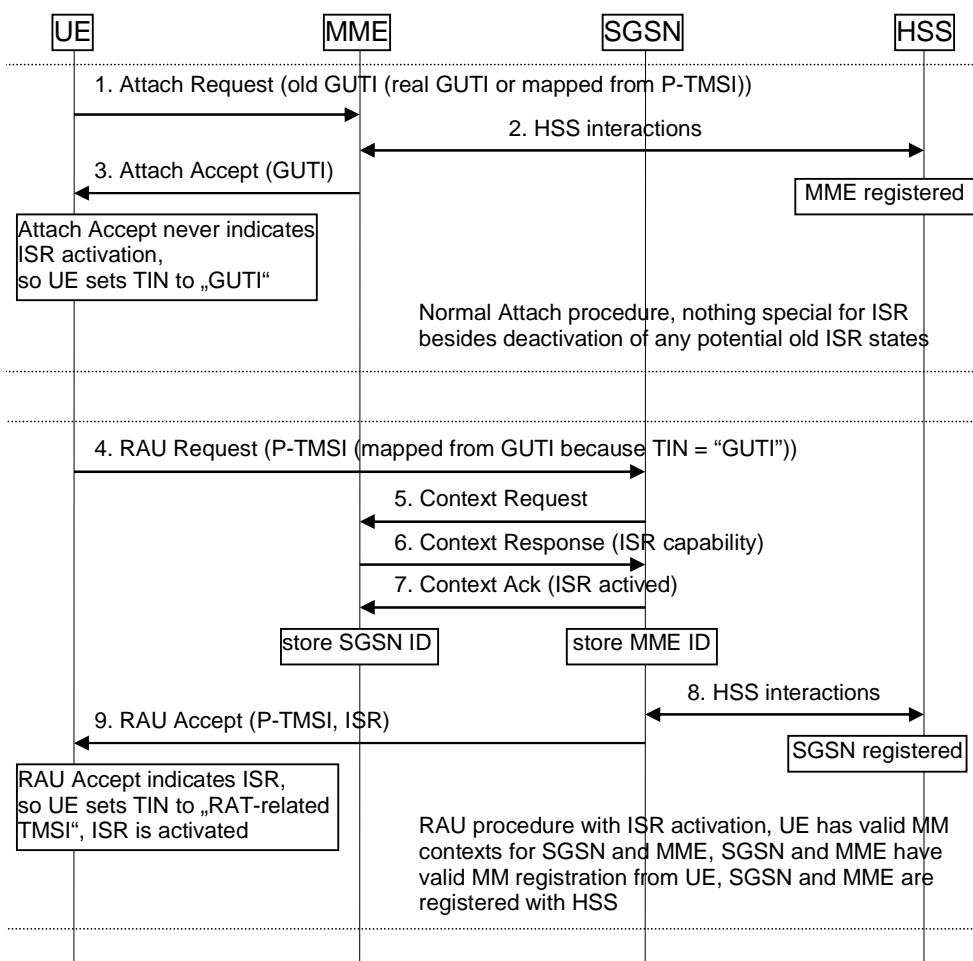 UE MME SGSN HSS
1. Attach Request (old GUTI (real GUTI or mapped from P-TMSI))
2. HSS interactions
3. Attach Accept (GUTI)
MME registered
Attach Accept never indicates
ISR activation,
so UE sets TIN to „GUTI“
Normal Attach procedure, nothing special for ISR
besides deactivation of any potential old ISR states
4. RAU Request (P-TMSI (mapped from GUTI because TIN = “GUTI”))
5. Context Request
6. Context Response (ISR capability)
7. Context Ack (ISR actived)
store SGSN ID
store MME ID
8. HSS interactions
9. RAU Accept (P-TMSI, ISR)
SGSN registered
RAU Accept indicates ISR,
so UE sets TIN to „RAT-related
TMSI“, ISR is activated
RAU procedure with ISR activation, UE has valid MM
contexts for SGSN and MME, SGSN and MME have
valid MM registration from UE, SGSN and MME are
registered with HSS